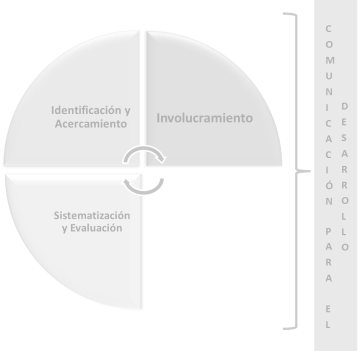 Identificación y
Acercamiento
Involucramiento
Sistematización
y Evaluación
COMUNICACIÓN PARA EL
DESARROLLO